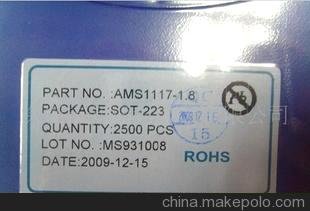 PART NO. :AMS1117-1.8
PACKAGE:SOT-223
QUANTITY:2500 PCS
LOT NO. :MS931008
DATE:2009-12-15
ROHS
15
china.makepolo.com